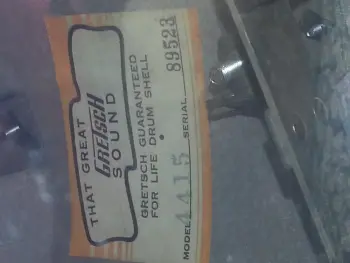 THAT GREAT
GRETSCH
SOUND
GRETSCH GUARANTEED
FOR LIFE DRUM SHELL
MODEL 4415 SERIAL 89523